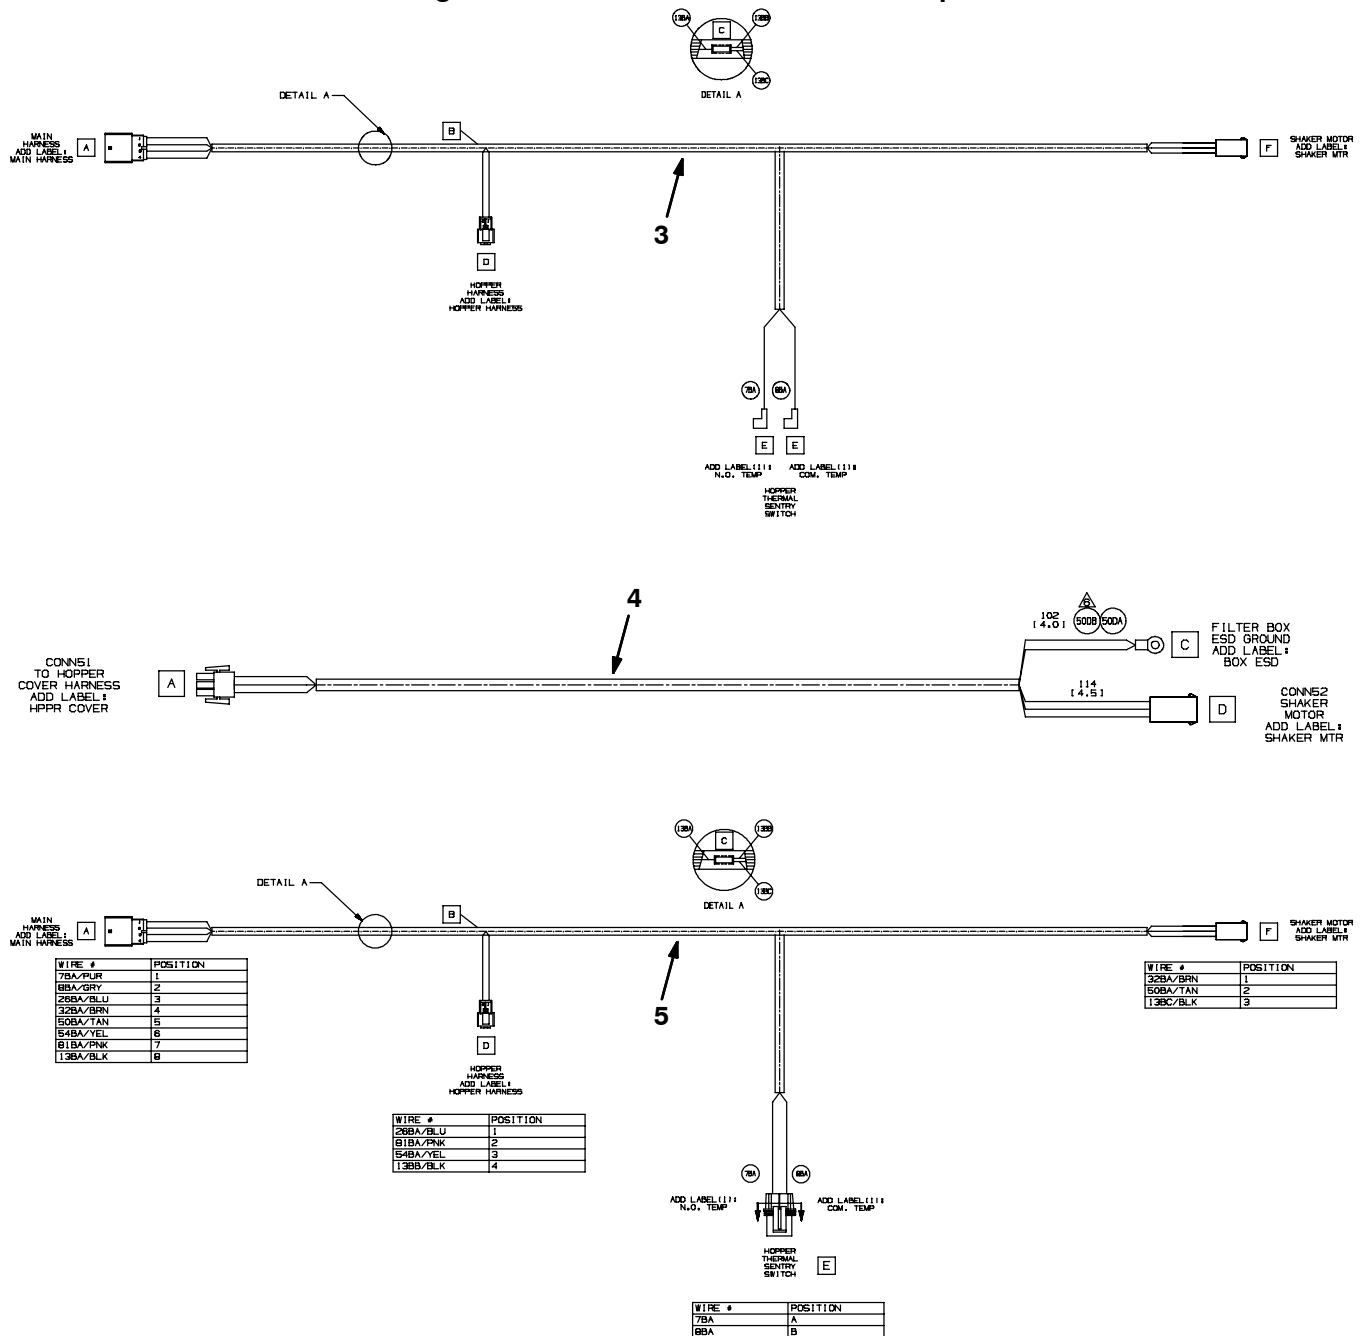 13BA
13BB
C
13BC
DETAIL A
DETAIL A
MAIN
HARNESS
ADD LABEL:
MAIN HARNESS
A
B
SHAKER MOTOR
ADD LABEL:
SHAKER MTR
F
3
D
HOPPER
HARNESS
ADD LABEL:
HOPPER HARNESS
7BA
8BA
E
E
ADD LABEL(1):
N.O. TEMP
ADD LABEL(1):
COM. TEMP
HOPPER
THERMAL
SENTRY
SWITCH
4
102
[4.0]
50DB
50DA
C
FILTER BOX
ESD GROUND
ADD LABEL:
BOX ESD
CONN51
TO HOPPER
COVER HARNESS
ADD LABEL:
HPPR COVER
A
114
[4.5]
D
CONN52
SHAKER
MOTOR
ADD LABEL:
SHAKER MTR
13BA
13BB
C
13BC
DETAIL A
DETAIL A
MAIN
HARNESS
ADD LABEL:
MAIN HARNESS
A
B
SHAKER MOTOR
ADD LABEL:
SHAKER MTR
F
WIRE # POSITION
7BA/PUR 1
8BA/GRY 2
26BA/BLU 3
32BA/BRN 4
50BA/TAN 5
54BA/YEL 6
81BA/PNK 7
13BA/BLK 8
WIRE # POSITION
32BA/BRN 1
50BA/TAN 2
13BC/BLK 3
5
D
HOPPER
HARNESS
ADD LABEL:
HOPPER HARNESS
WIRE # POSITION
26BA/BLU 1
81BA/PNK 2
54BA/YEL 3
13BB/BLK 4
7BA
8BA
ADD LABEL(1):
N.O. TEMP
ADD LABEL(1):
COM. TEMP
HOPPER
THERMAL
SENTRY
SWITCH
E
WIRE # POSITION
7BA A
8BA B